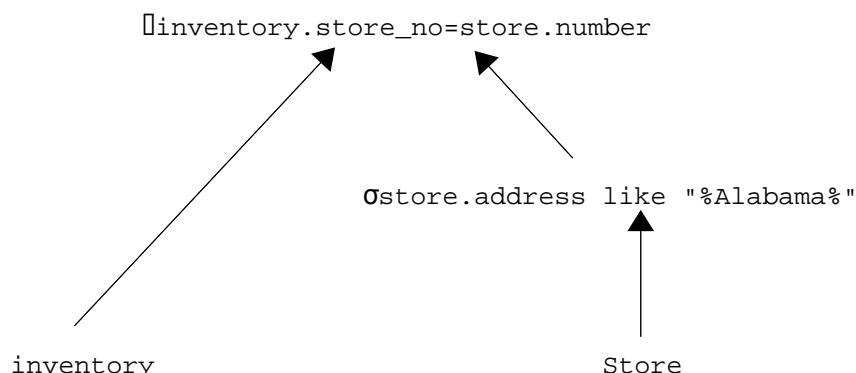 ▯inventory.store_no=store.number
σstore.address like "%Alabama%"
inventory
Store